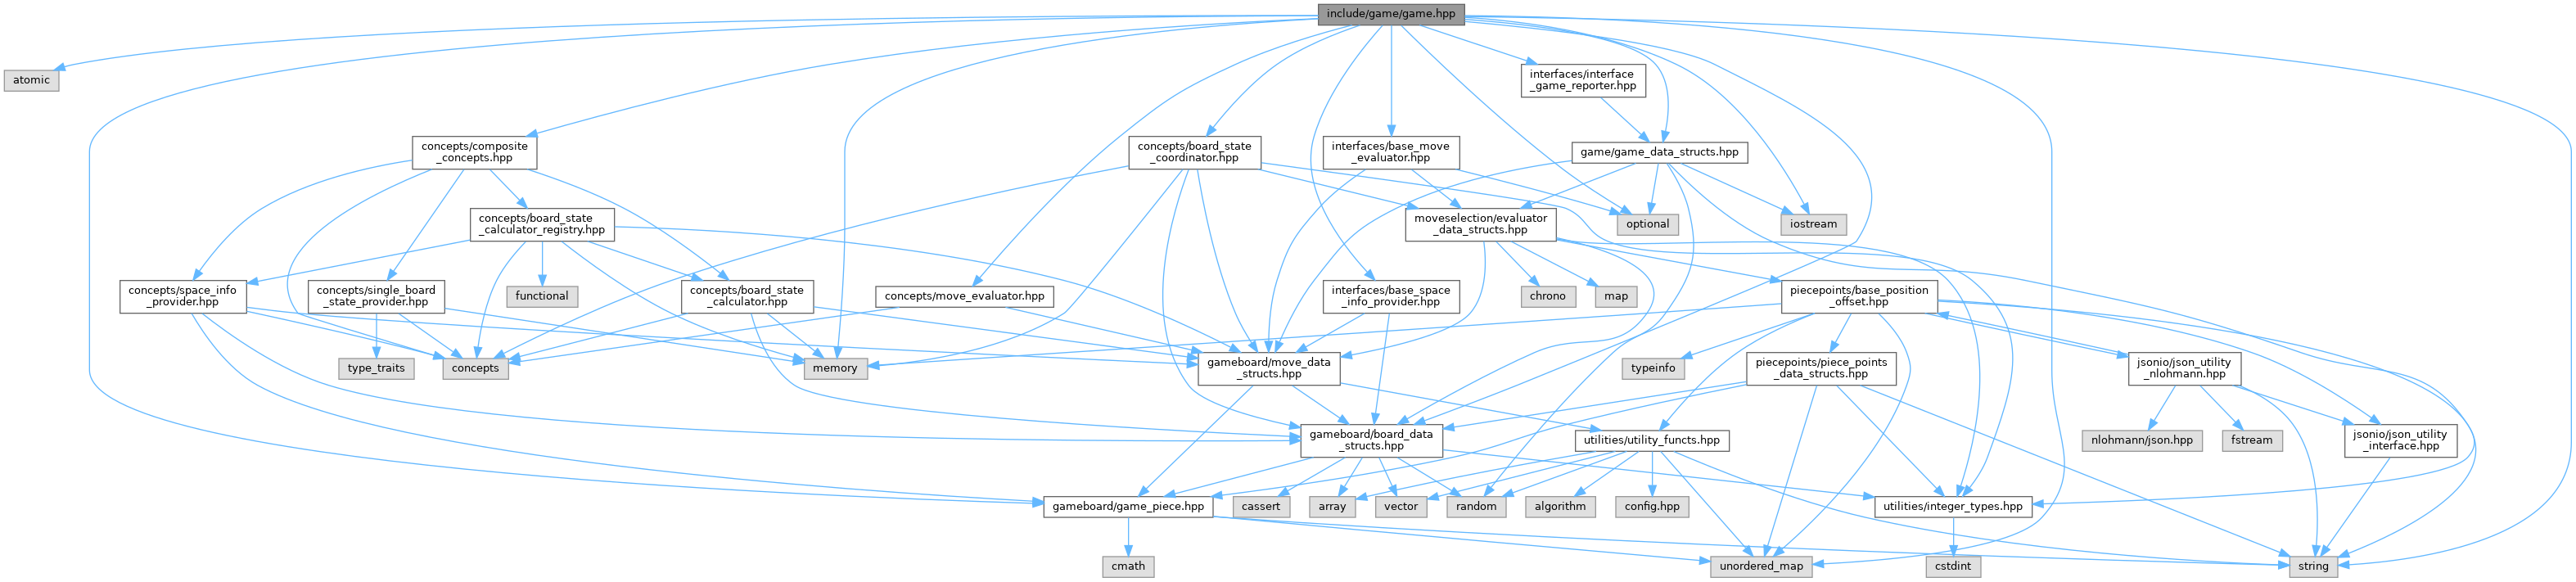 include/game/game.hpp
atomic
interfaces/interface
_game_reporter.hpp
concepts/composite
_concepts.hpp
concepts/board_state
_coordinator.hpp
interfaces/base_move
_evaluator.hpp
game/game_data_structs.hpp
concepts/board_state
_calculator_registry.hpp
moveselection/evaluator
_data_structs.hpp
optional
iostream
concepts/space_info
_provider.hpp
concepts/single_board
_state_provider.hpp
functional
concepts/board_state
_calculator.hpp
concepts/move_evaluator.hpp
interfaces/base_space
_info_provider.hpp
chrono
map
piecepoints/base_position
_offset.hpp
type_traits
concepts
memory
gameboard/move_data
_structs.hpp
typeinfo
piecepoints/piece_points
_data_structs.hpp
jsonio/json_utility
_nlohmann.hpp
gameboard/board_data
_structs.hpp
utilities/utility_functs.hpp
nlohmann/json.hpp
fstream
jsonio/json_utility
_interface.hpp
gameboard/game_piece.hpp
cassert
array
vector
random
algorithm
config.hpp
utilities/integer_types.hpp
cmath
unordered_map
cstdint
string